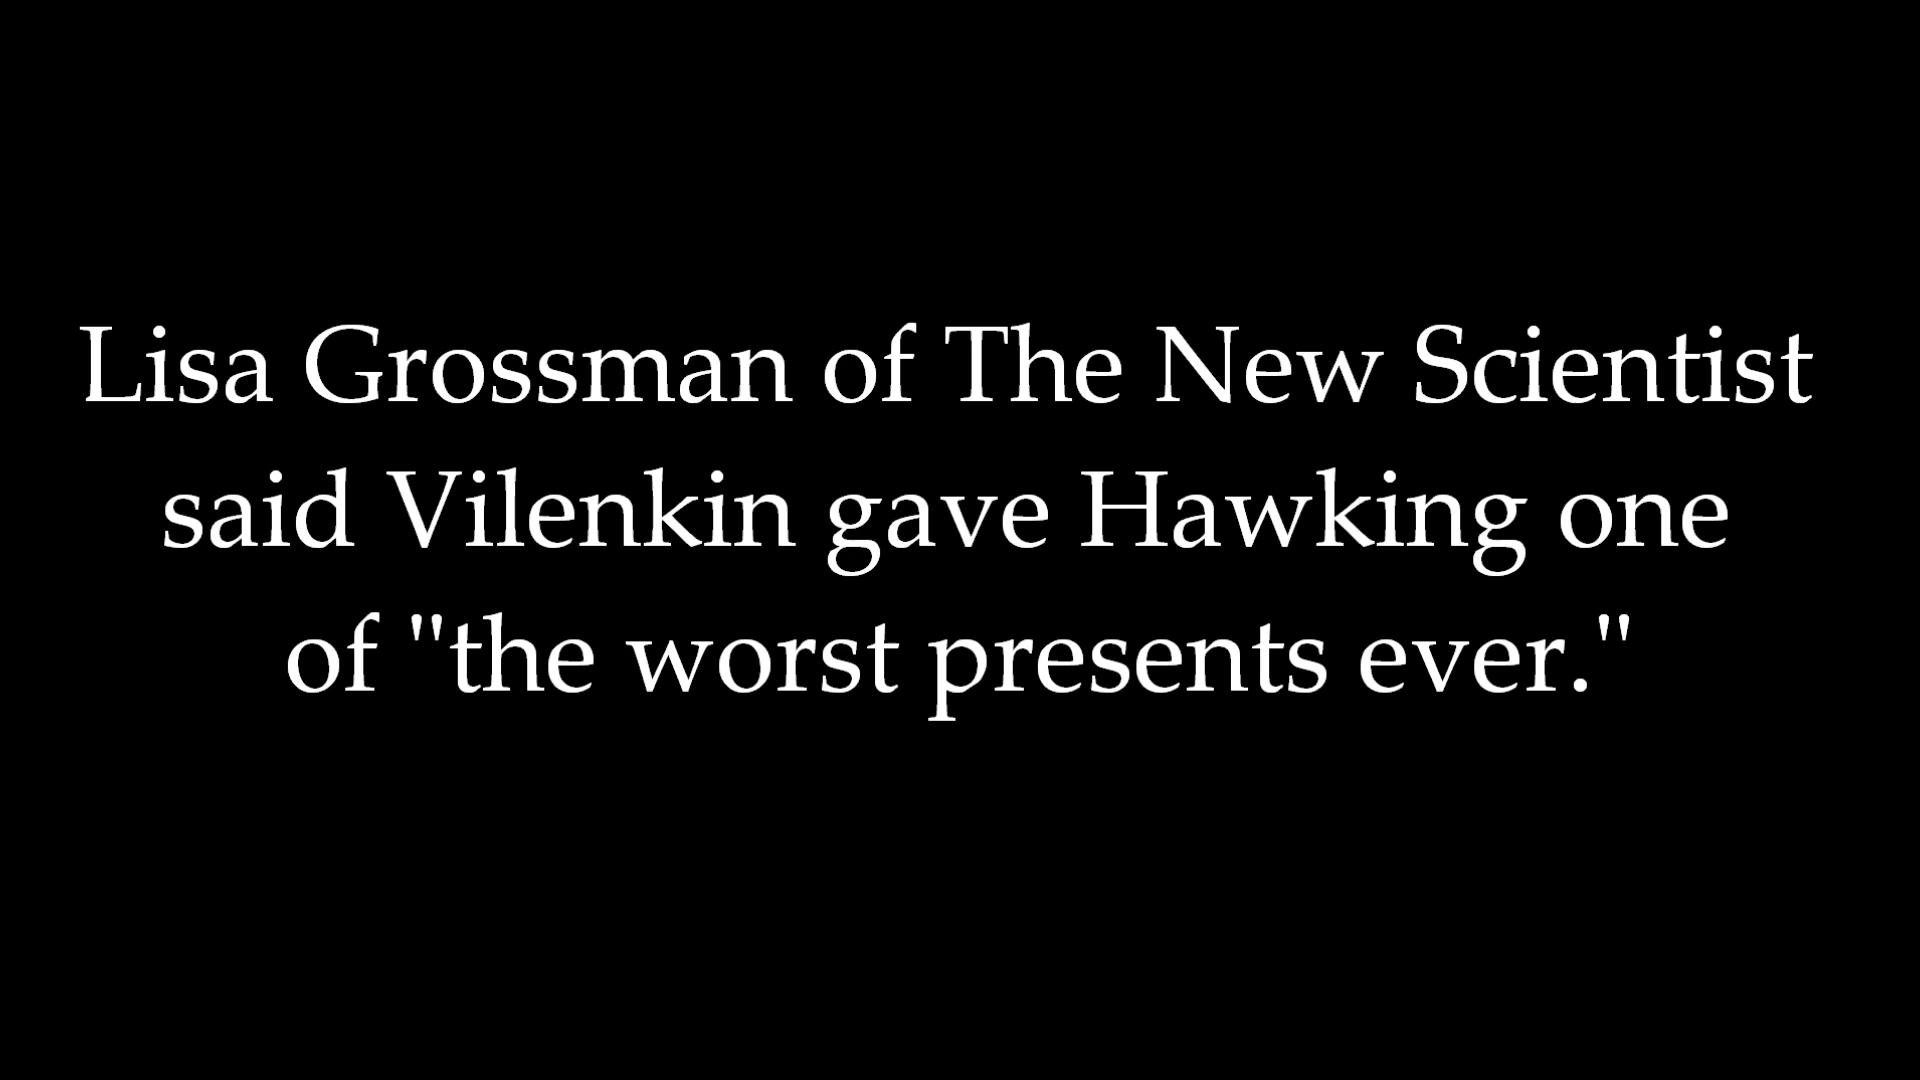 Lisa Grossman of The New Scientist
said Vilenkin gave Hawking one
of "the worst presents ever."